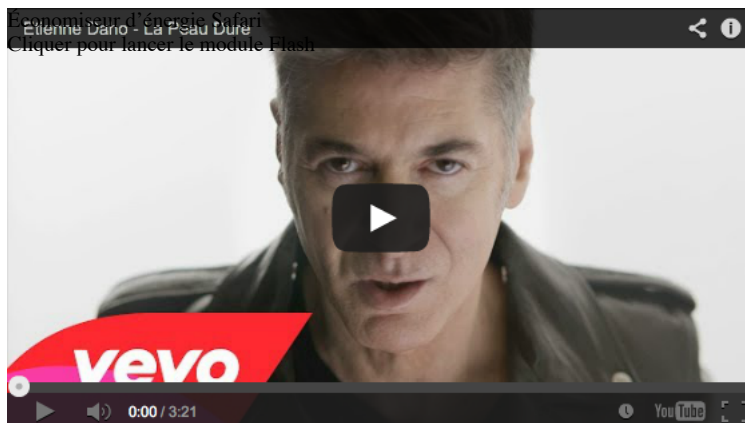 Économiseur d'énergie Safari
Etienne Daho - La Peau Dure
Cliquer pour lancer le module Flash
vevo
0:00 / 3:21
YouTube